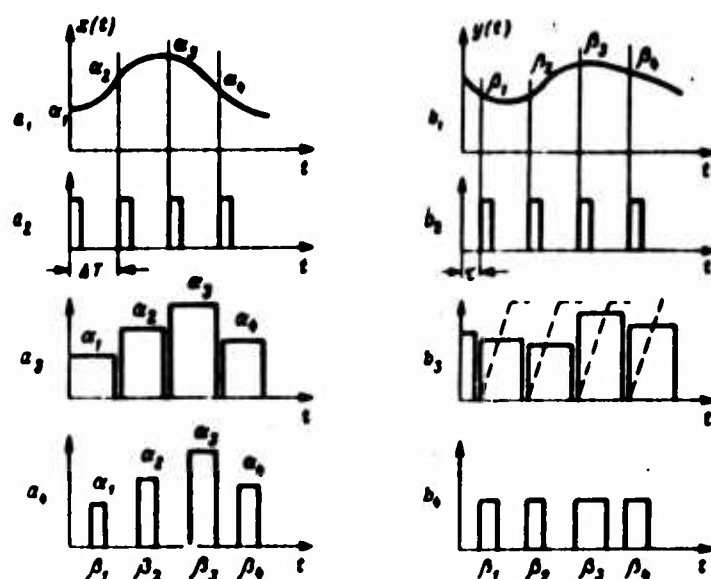 x(t)
α₁ α₂ α₃ α₄
a₁
t
a₂
t
ΔT
a₃
α₁ α₂ α₃ α₄
t
a₄
α₁ α₂ α₃ α₄
β₁ β₂ β₃ β₄ t
y(t)
β₁ β₂ β₃ β₄
b₁
t
b₂
t
τ
b₃
t
b₄
β₁ β₂ β₃ β₄ t